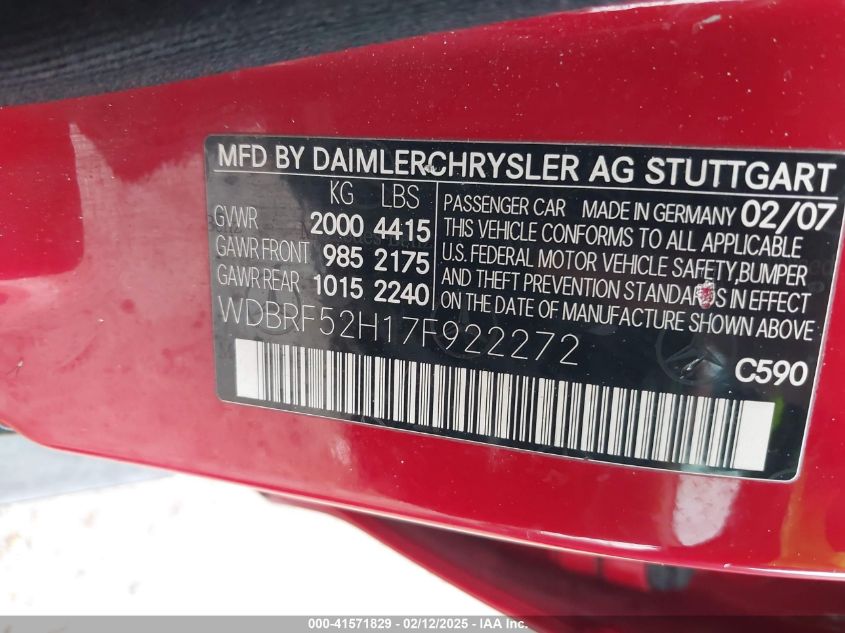 MFD BY DAIMLERCHRYSLER AG STUTTGART
KG LBS
GVWR 2000 4415
GAWR FRONT 985 2175
GAWR REAR 1015 2240
PASSENGER CAR MADE IN GERMANY 02/07
THIS VEHICLE CONFORMS TO ALL APPLICABLE
U.S. FEDERAL MOTOR VEHICLE SAFETY,BUMPER
AND THEFT PREVENTION STANDARDS IN EFFECT
ON THE DATE OF MANUFACTURE SHOWN ABOVE
WDBRF52H17F922272
C590
000-41571829 - 02/12/2025 - © IAA, Inc.